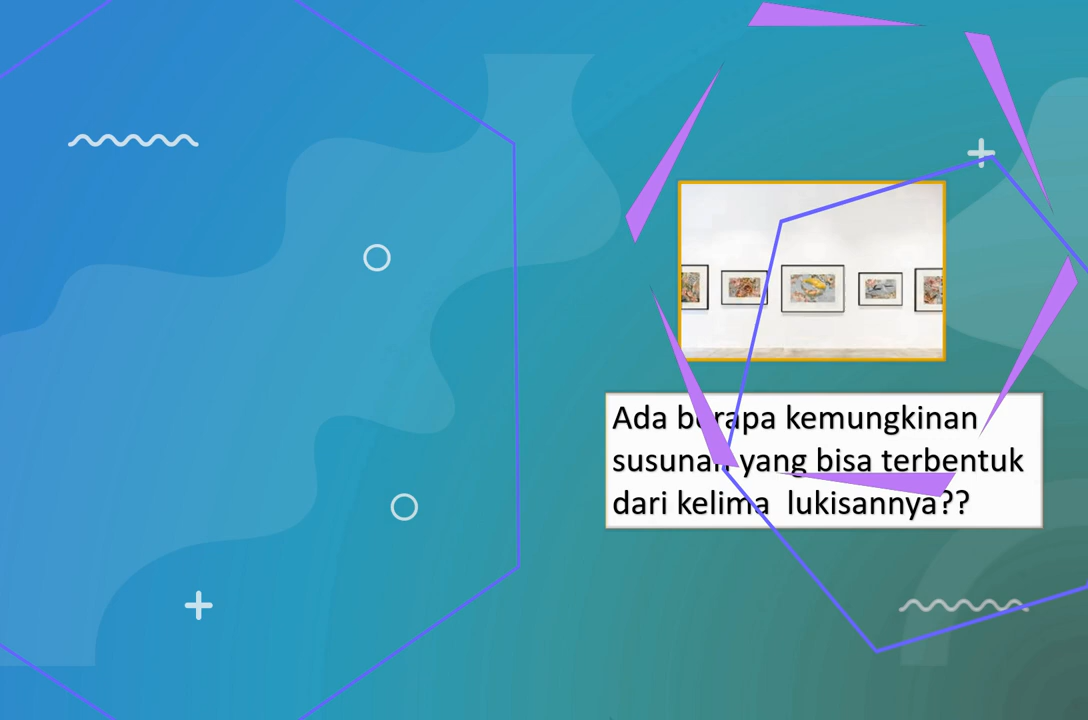 Ada berapa kemungkinan
susunan yang bisa terbentuk
dari kelima lukisannya??